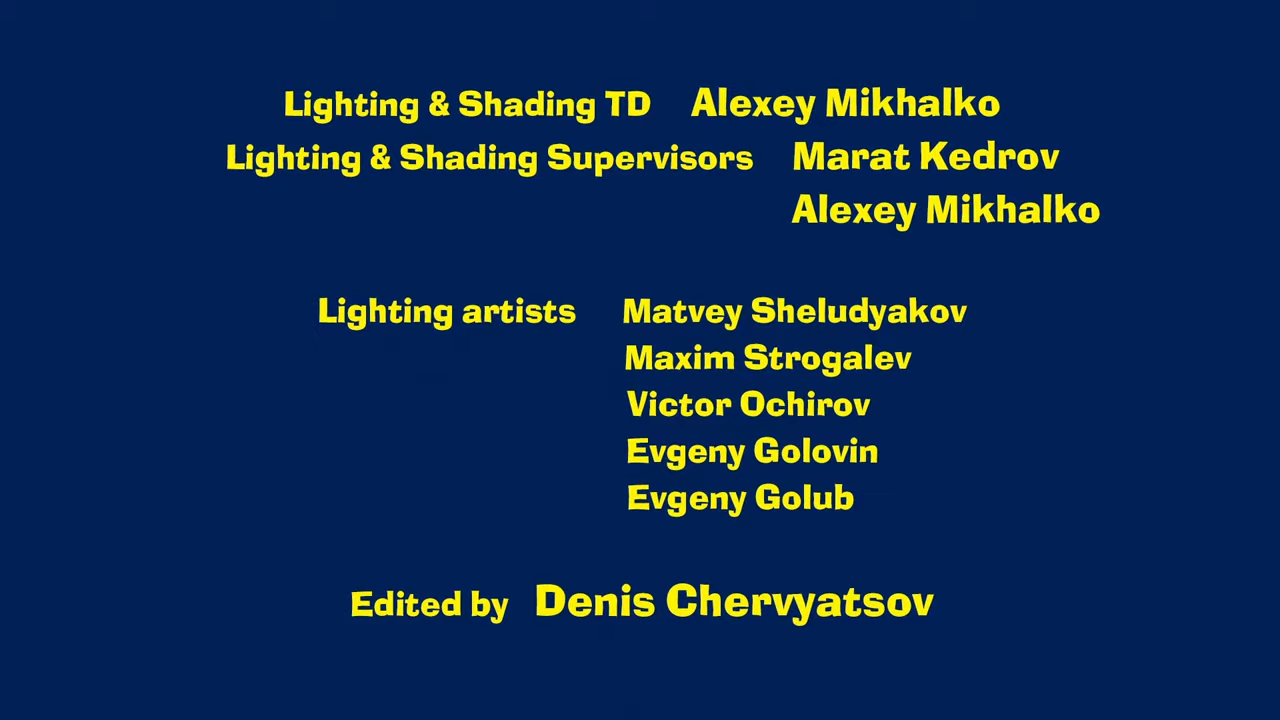 Lighting & Shading TD Alexey Mikhalko
Lighting & Shading Supervisors Marat Kedrov
Alexey Mikhalko
Lighting artists Matvey Sheludyakov
Maxim Strogalev
Victor Ochirov
Evgeny Golovin
Evgeny Golub
Edited by Denis Chervyatsov